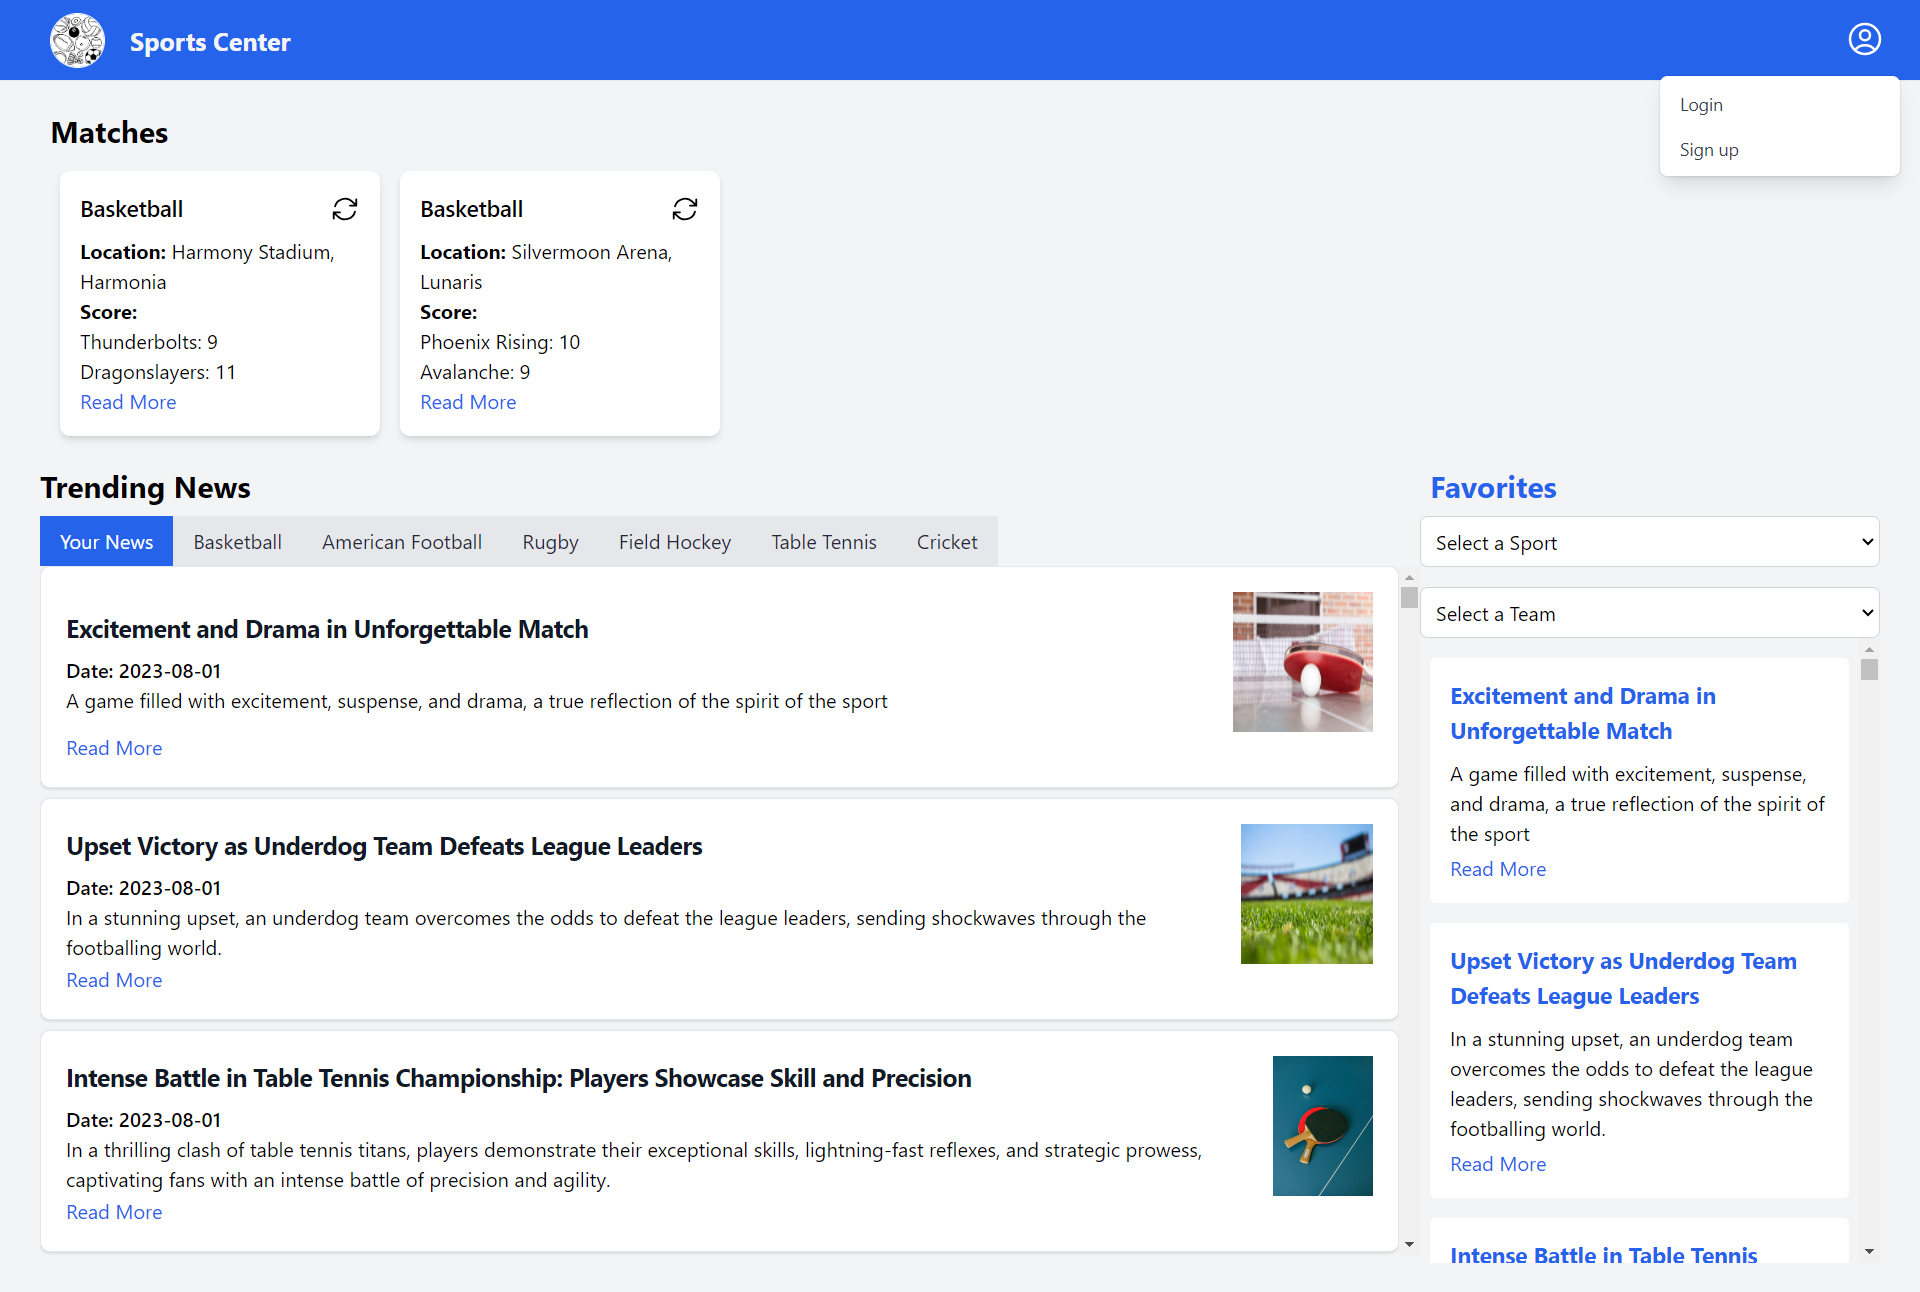 Sports Center
Login
Sign up
Matches
Basketball
Location: Harmony Stadium,
Harmonia
Score:
Thunderbolts: 9
Dragonslayers: 11
Read More
Basketball
Location: Silvermoon Arena,
Lunaris
Score:
Phoenix Rising: 10
Avalanche: 9
Read More
Trending News
Your News Basketball American Football Rugby Field Hockey Table Tennis Cricket
Excitement and Drama in Unforgettable Match
Date: 2023-08-01
A game filled with excitement, suspense, and drama, a true reflection of the spirit of the sport
Read More
Upset Victory as Underdog Team Defeats League Leaders
Date: 2023-08-01
In a stunning upset, an underdog team overcomes the odds to defeat the league leaders, sending shockwaves through the
footballing world.
Read More
Intense Battle in Table Tennis Championship: Players Showcase Skill and Precision
Date: 2023-08-01
In a thrilling clash of table tennis titans, players demonstrate their exceptional skills, lightning-fast reflexes, and strategic prowess,
captivating fans with an intense battle of precision and agility.
Read More
Favorites
Select a Sport
Select a Team
Excitement and Drama in
Unforgettable Match
A game filled with excitement, suspense,
and drama, a true reflection of the spirit of
the sport
Read More
Upset Victory as Underdog Team
Defeats League Leaders
In a stunning upset, an underdog team
overcomes the odds to defeat the league
leaders, sending shockwaves through the
footballing world.
Read More
Intense Battle in Table Tennis